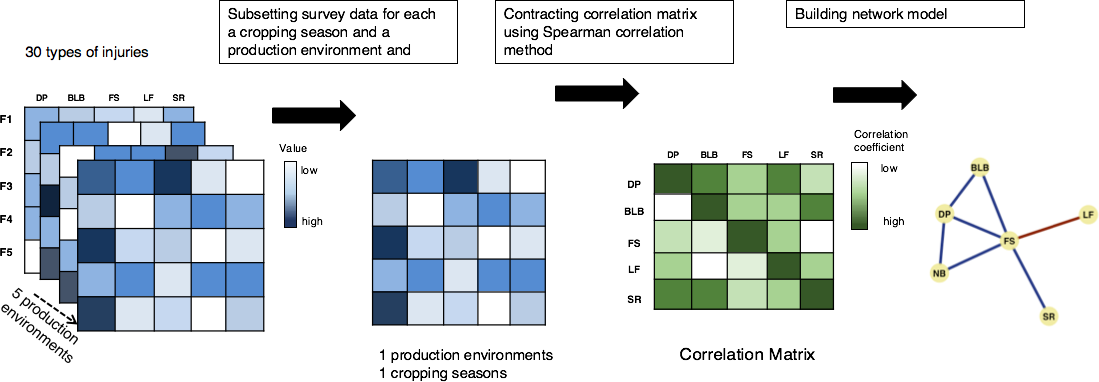 Subsetting survey data for each
a cropping season and a
production environment and
Contracting correlation matrix
using Spearman correlation
method
Building network model
30 types of injuries
DP BLB FS LF SR
F1
F2
F3
F4
F5
Value
low
high
5 production
environments
1 production environments
1 cropping seasons
DP BLB FS LF SR
DP
BLB
FS
LF
SR
Correlation
coefficient
low
high
Correlation Matrix
BLB
DP
LF
FS
NB
SR